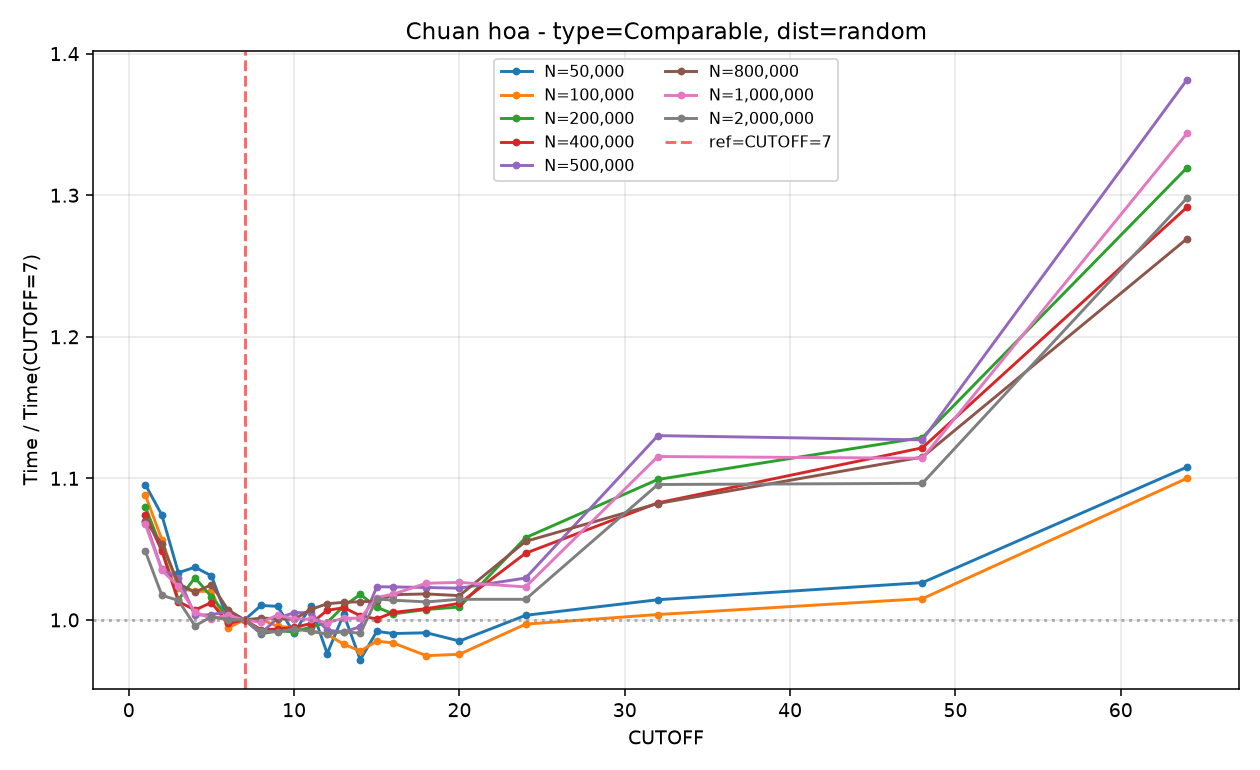 Chuan hoa - type=Comparable, dist=random
Time / Time(CUTOFF=7)
1.4
1.3
1.2
1.1
1.0
N=50,000
N=100,000
N=200,000
N=400,000
N=500,000
N=800,000
N=1,000,000
N=2,000,000
ref=CUTOFF=7
0 10 20 30 40 50 60
CUTOFF